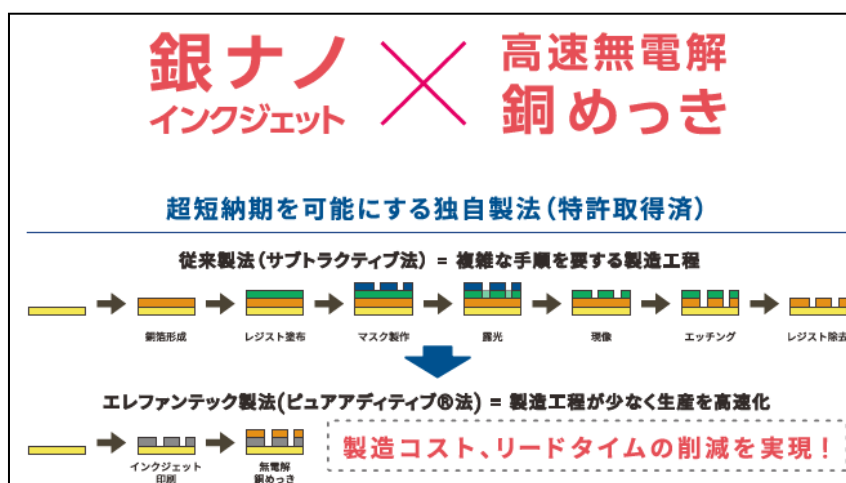 銀ナノ
インクジェット
高速無電解
銅めっき
超短納期を可能にする独自製法(特許取得済)
従来製法(サブトラクティブ法) = 複雑な手順を要する製造工程
銅箔形成
レジスト塗布
マスク製作
露光
現像
エッチング
レジスト除去
エレファンテック製法(ピュアアディティブ®法) = 製造工程が少なく生産を高速化
インクジェット
印刷
無電解
銅めっき
製造コスト、リードタイムの削減を実現!